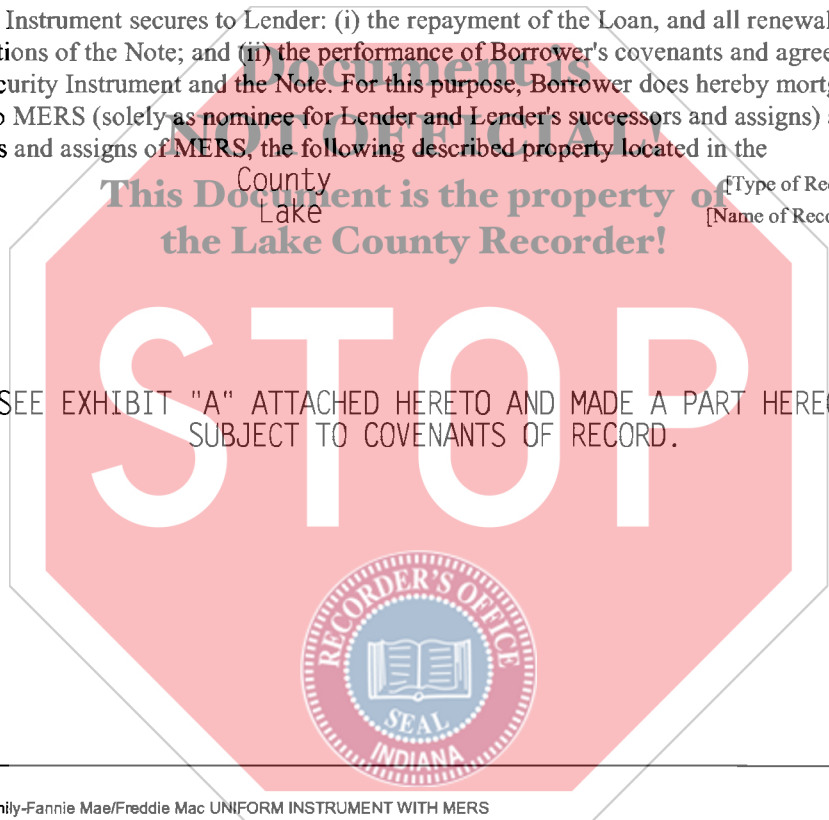 Instrument secures to Lender: (i) the repayment of the Loan, and all renewal
tions of the Note; and (ii) the performance of Borrower's covenants and agree
curity Instrument and the Note. For this purpose, Borrower does hereby mortg
o MERS (solely as nominee for Lender and Lender's successors and assigns)
s and assigns of MERS, the following described property located in the
County [Type of Rec
Lake [Name of Reco
Document is
NOT OFFICIAL!
This Document is the property of
the Lake County Recorder!
STOP
SEE EXHIBIT "A" ATTACHED HERETO AND MADE A PART HEREO
SUBJECT TO COVENANTS OF RECORD.
RECORDER'S OFFICE
SEAL
INDIANA
nily-Fannie Mae/Freddie Mac UNIFORM INSTRUMENT WITH MERS